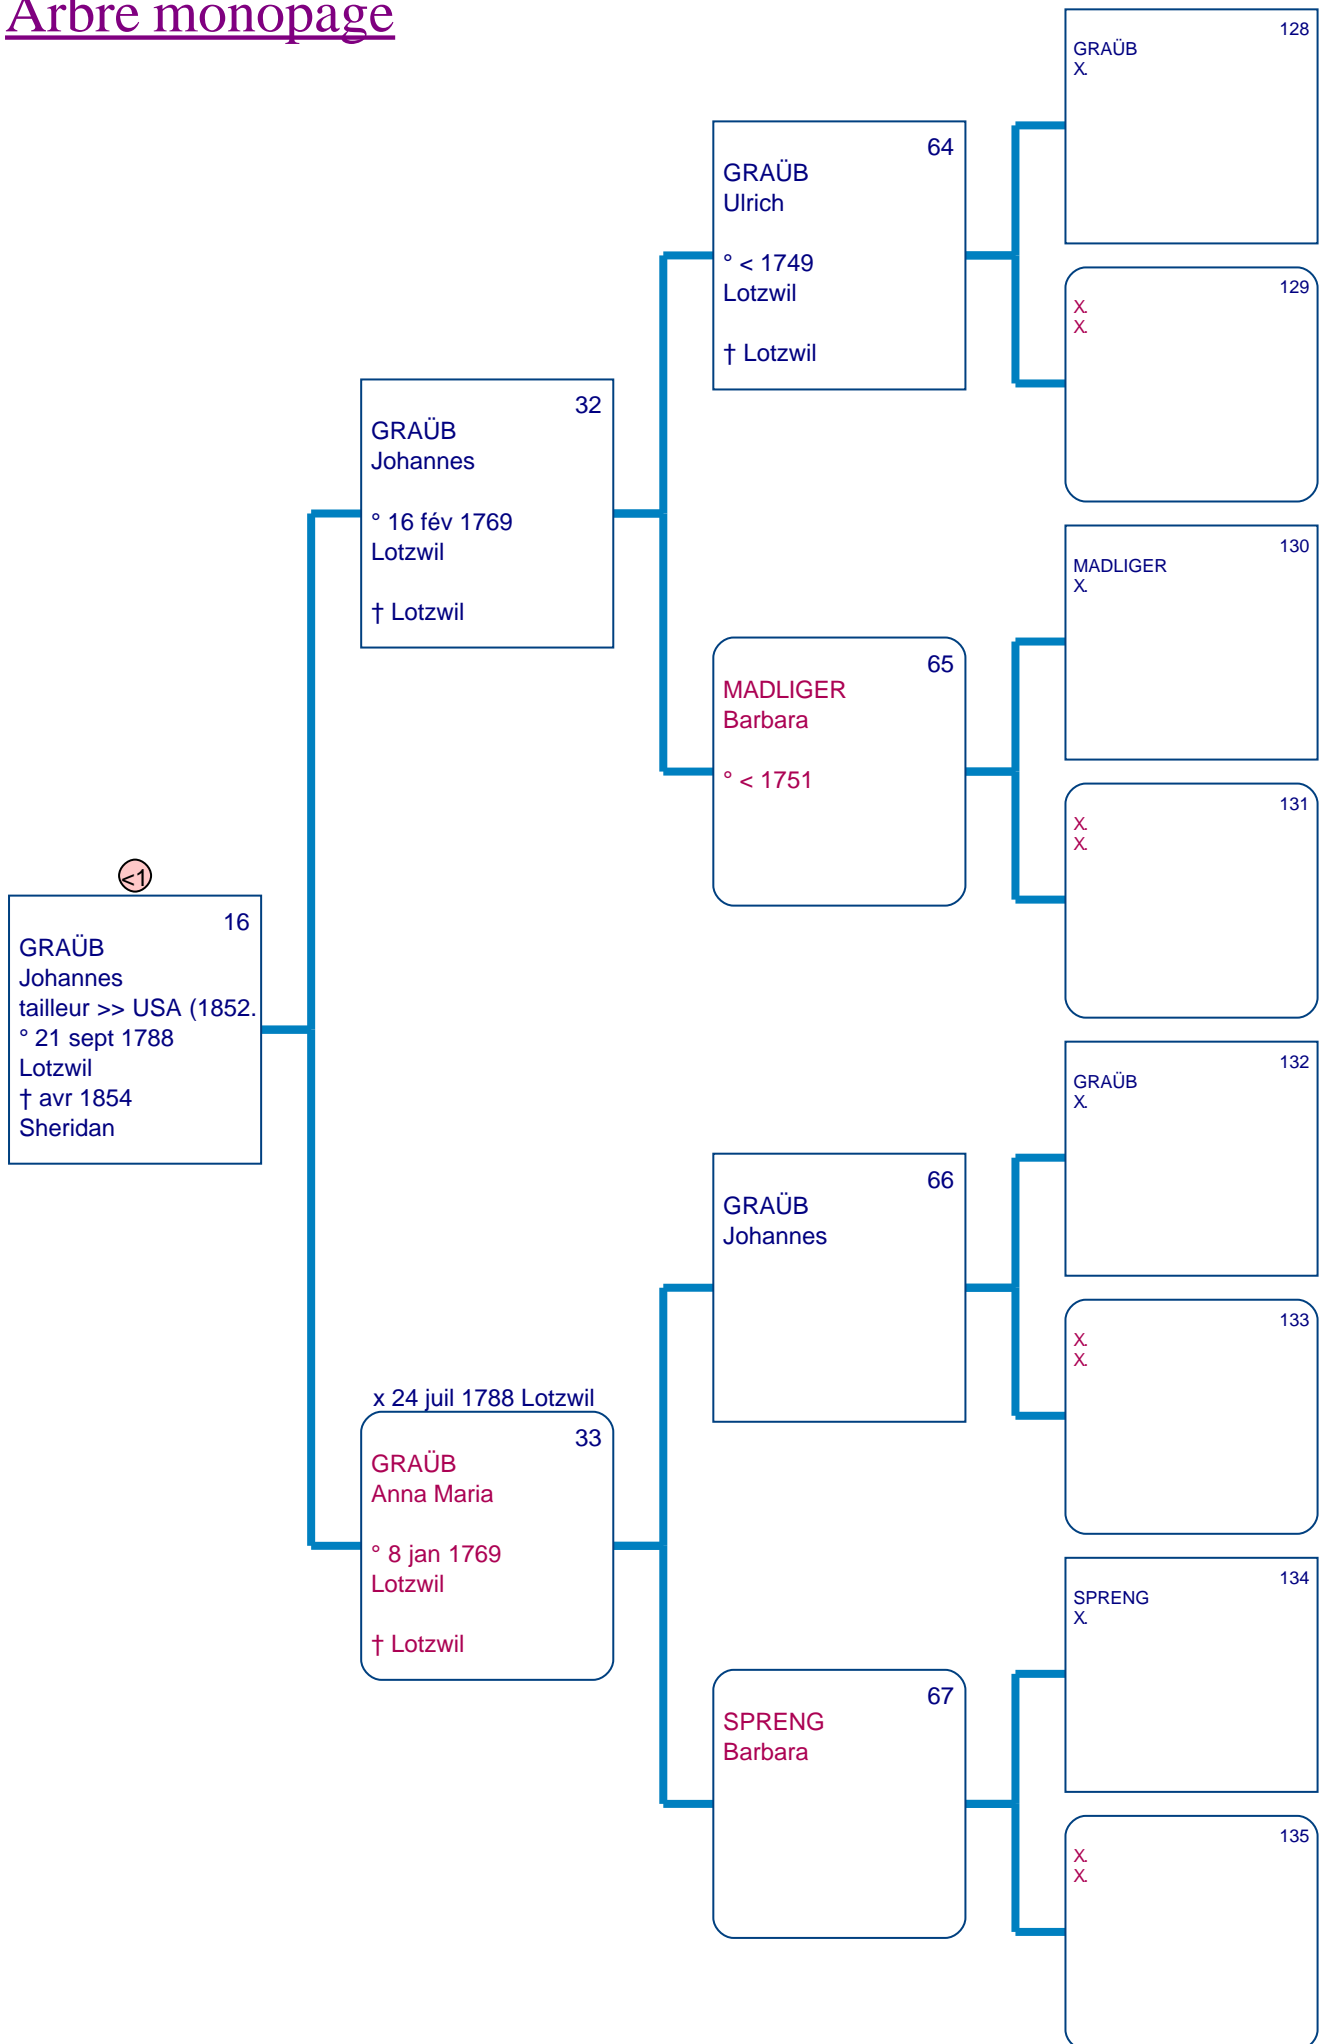 Arbre monopage
<1
16
GRAÜB
Johannes
tailleur >> USA (1852.
° 21 sept 1788
Lotzwil
† avr 1854
Sheridan
32
GRAÜB
Johannes
° 16 fév 1769
Lotzwil
† Lotzwil
x 24 juil 1788 Lotzwil
33
GRAÜB
Anna Maria
° 8 jan 1769
Lotzwil
† Lotzwil
64
GRAÜB
Ulrich
° < 1749
Lotzwil
† Lotzwil
65
MADLIGER
Barbara
° < 1751
66
GRAÜB
Johannes
67
SPRENG
Barbara
128
GRAÜB
X.
129
X.
X.
130
MADLIGER
X.
131
X.
X.
132
GRAÜB
X.
133
X.
X.
134
SPRENG
X.
135
X.
X.